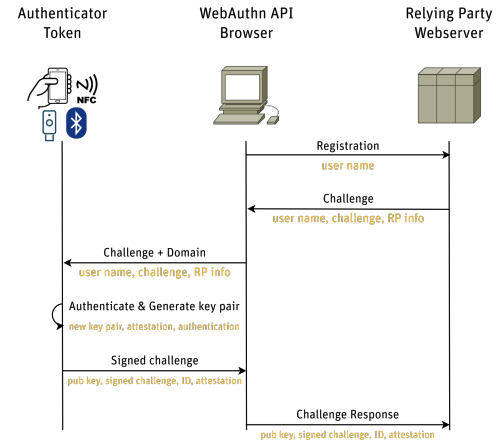 Authenticator
Token
WebAuthn API
Browser
Relying Party
Webserver
NFC
Registration
user name
Challenge
user name, challenge, RP info
Challenge + Domain
user name, challenge, RP info
Authenticate & Generate key pair
new key pair, attestation, authentication
Signed challenge
pub key, signed challenge, ID, attestation
Challenge Response
pub key, signed challenge, ID, attestation